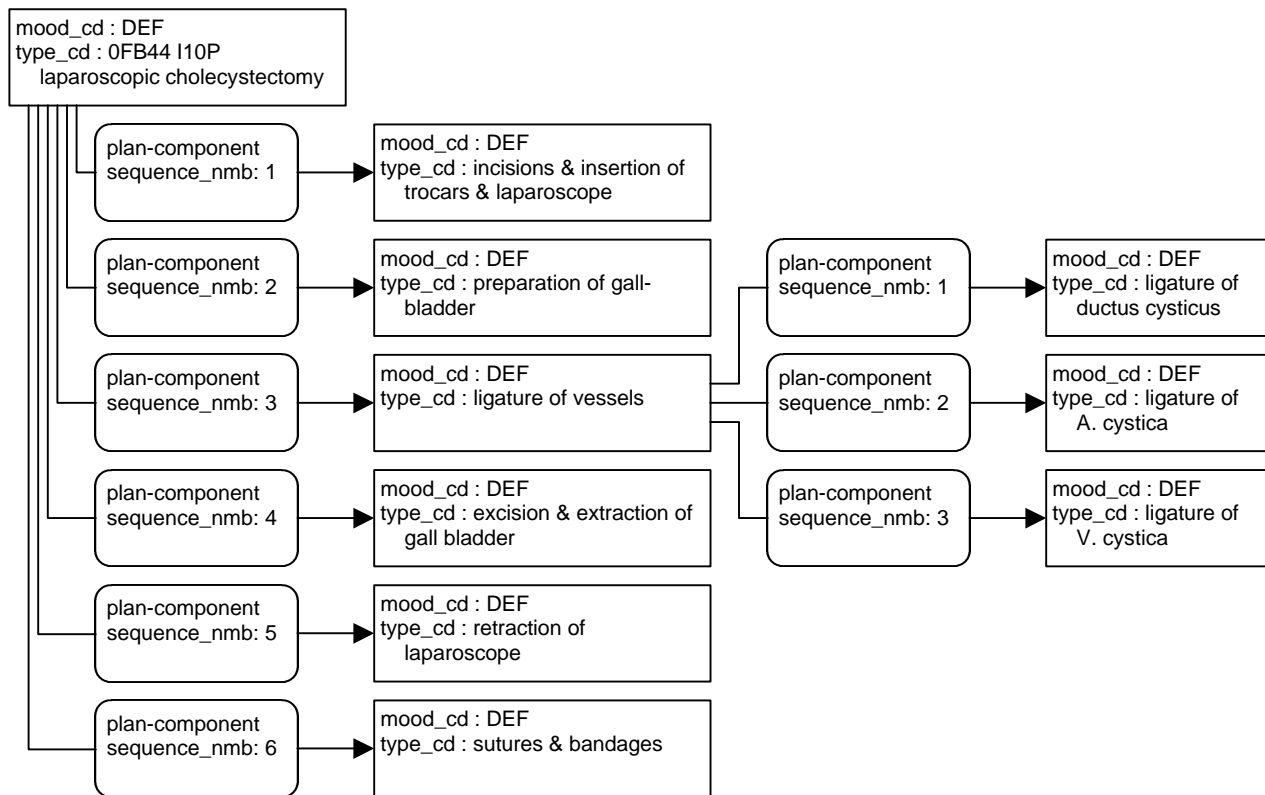 mood_cd : DEF
type_cd : 0FB44 I10P
laparoscopic cholecystectomy
plan-component
sequence_nmb: 1
mood_cd : DEF
type_cd : incisions & insertion of
trocars & laparoscope
plan-component
sequence_nmb: 2
mood_cd : DEF
type_cd : preparation of gall-
bladder
plan-component
sequence_nmb: 1
mood_cd : DEF
type_cd : ligature of
ductus cysticus
plan-component
sequence_nmb: 3
mood_cd : DEF
type_cd : ligature of vessels
plan-component
sequence_nmb: 2
mood_cd : DEF
type_cd : ligature of
A. cystica
plan-component
sequence_nmb: 4
mood_cd : DEF
type_cd : excision & extraction of
gall bladder
plan-component
sequence_nmb: 3
mood_cd : DEF
type_cd : ligature of
V. cystica
plan-component
sequence_nmb: 5
mood_cd : DEF
type_cd : retraction of
laparoscope
plan-component
sequence_nmb: 6
mood_cd : DEF
type_cd : sutures & bandages